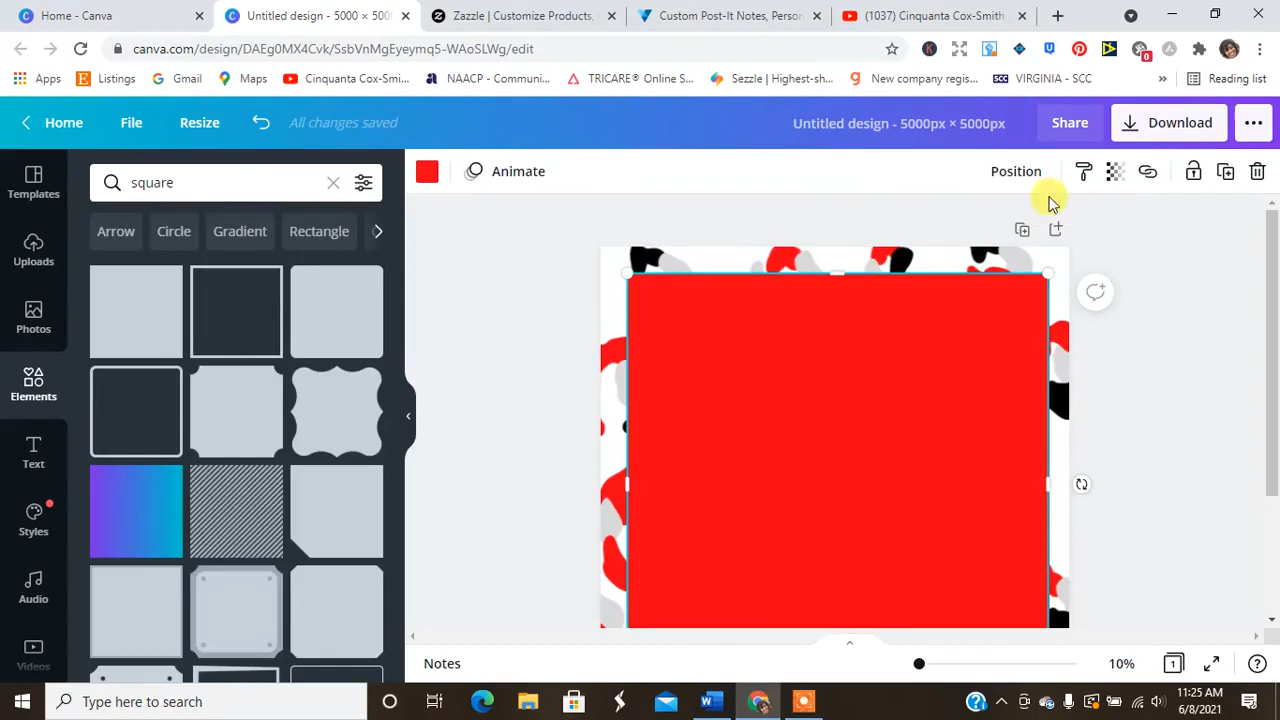 Home - Canva
Untitled design - 5000 × 500
Zazzle | Customize Products,
Custom Post-It Notes, Person
(1037) Cinquanta Cox-Smith
canva.com/design/DAEg0MX4Cvk/SsbVnMgEyeymq5-WAoSLWg/edit
Apps
Listings
Gmail
Maps
Cinquanta Cox-Smi...
NAACP - Communi...
TRICARE® Online S...
Sezzle | Highest-sh...
New company regis...
SCC
VIRGINIA - SCC
»
Reading list
Home
File
Resize
All changes saved
Untitled design - 5000px × 5000px
Share
Download
Templates
square
Animate
Position
Arrow
Circle
Gradient
Rectangle
Uploads
Photos
Elements
Text
Styles
Audio
Videos
Notes
10%
1
Type here to search
11:25 AM
6/8/2021